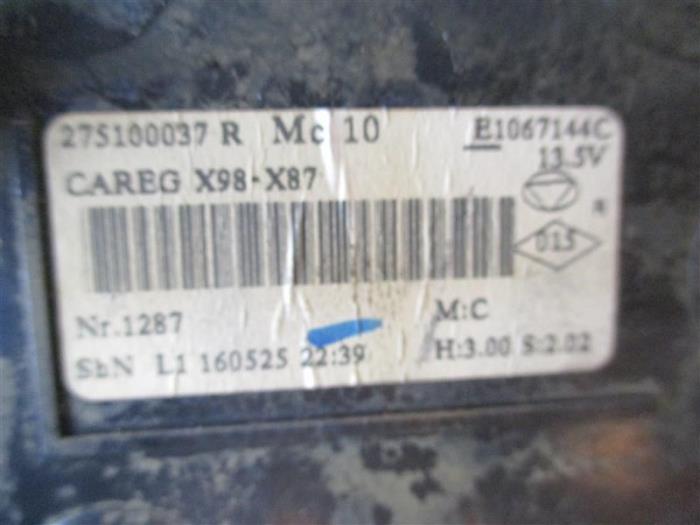 275100037 R Mc 10 E1067144C
13.5V
CAREG X98-X87
015
Nr.1287 M:C
SbN L1 160525 22:39 H:3.00 S:2.02